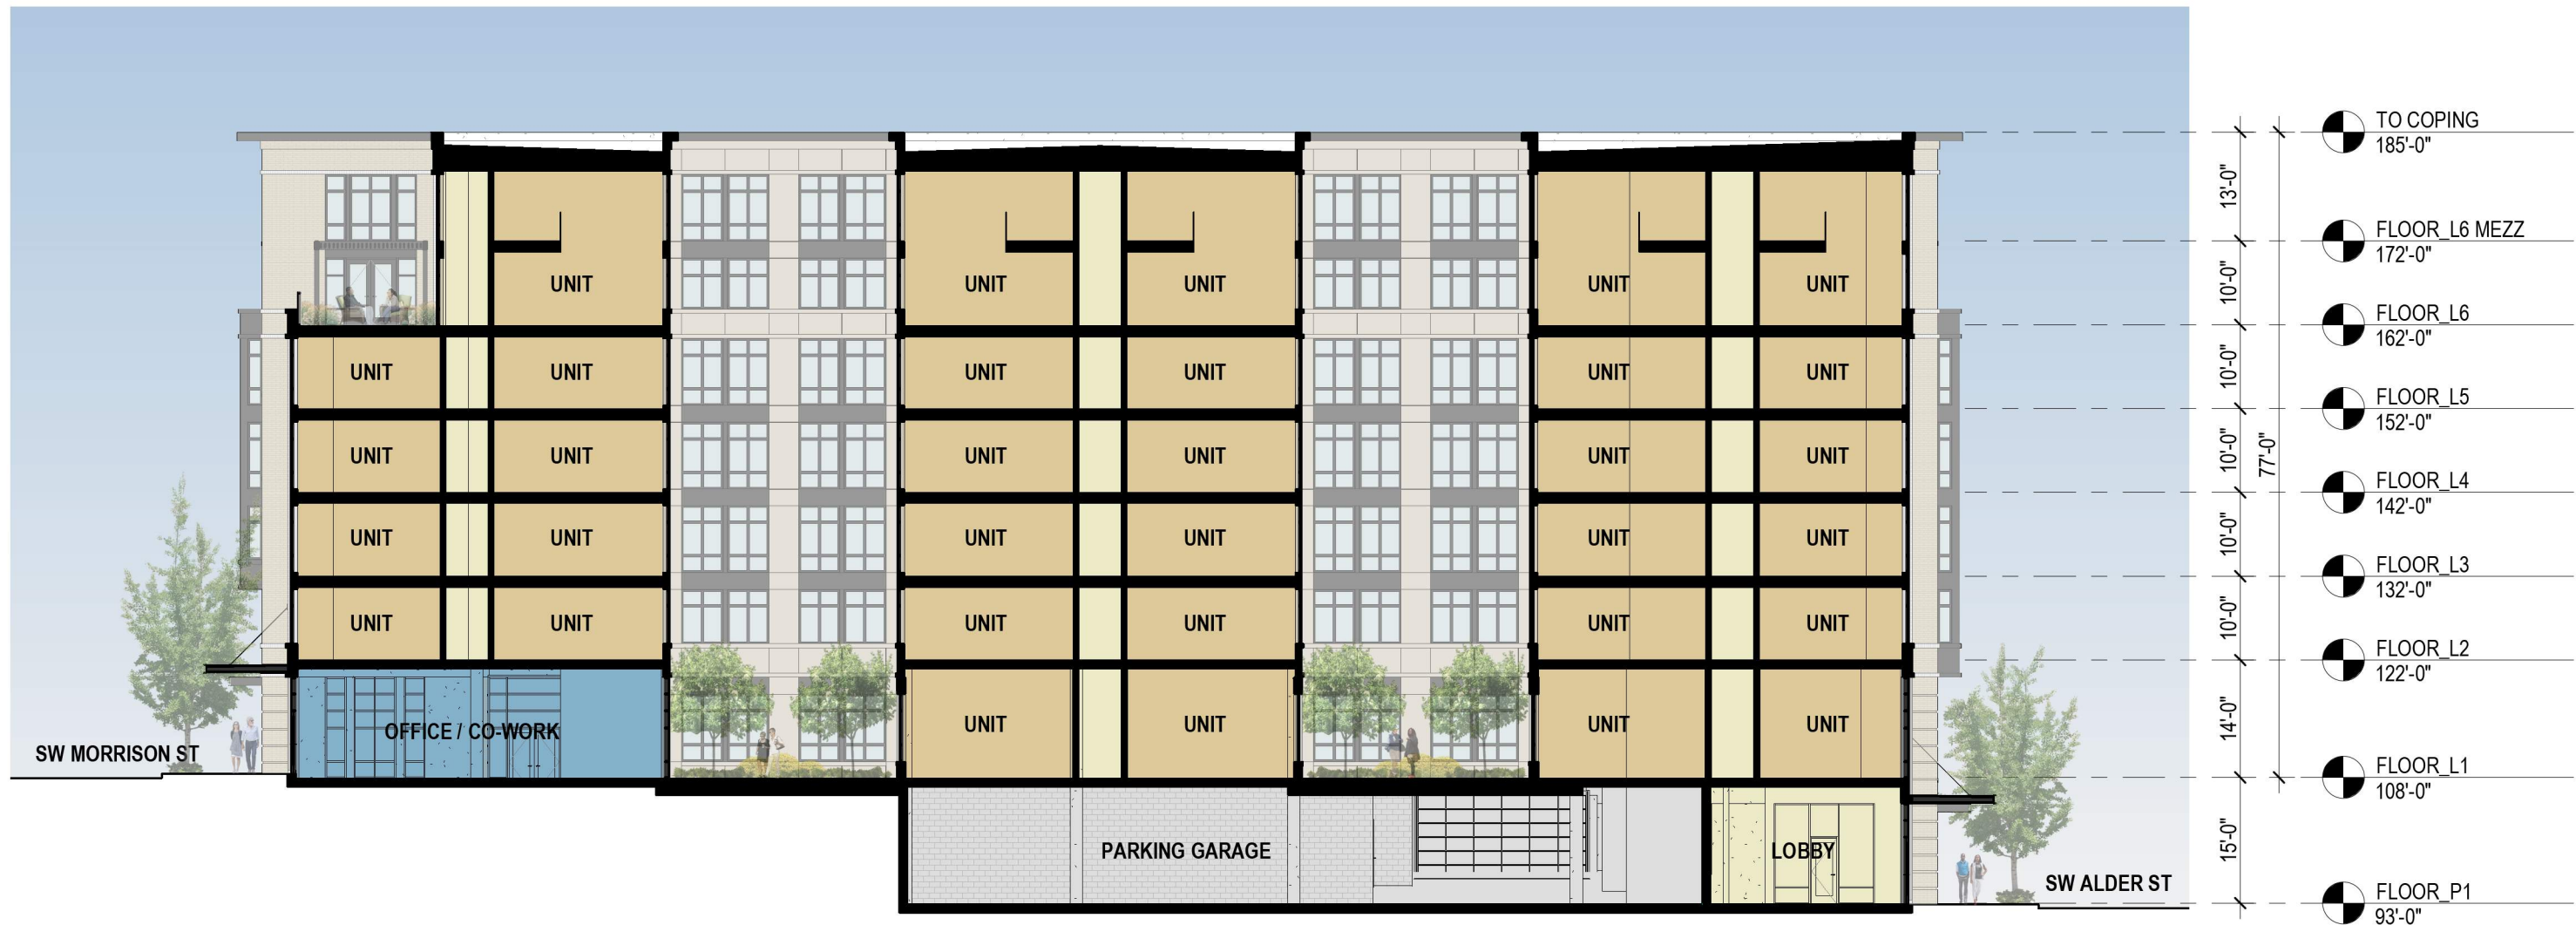 TO COPING
185'-0"
13'-0"
FLOOR_L6 MEZZ
172'-0"
10'-0"
UNIT UNIT UNIT UNIT UNIT
FLOOR_L6
162'-0"
10'-0"
UNIT UNIT UNIT UNIT UNIT UNIT
FLOOR_L5
152'-0"
10'-0"
77'-0"
UNIT UNIT UNIT UNIT UNIT UNIT
FLOOR_L4
142'-0"
10'-0"
UNIT UNIT UNIT UNIT UNIT UNIT
FLOOR_L3
132'-0"
10'-0"
UNIT UNIT UNIT UNIT UNIT UNIT
FLOOR_L2
122'-0"
14'-0"
OFFICE / CO-WORK UNIT UNIT UNIT UNIT
SW MORRISON ST
FLOOR_L1
108'-0"
15'-0"
PARKING GARAGE LOBBY
SW ALDER ST
FLOOR_P1
93'-0"